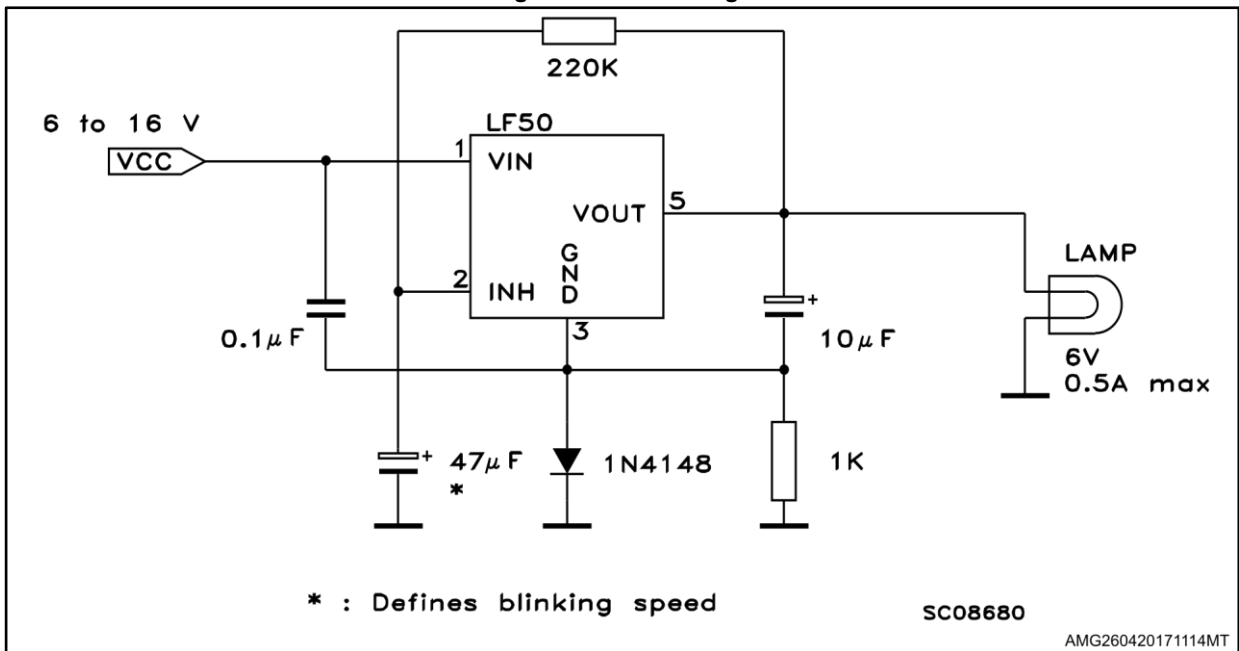 220K
6 to 16 V
VCC
LF50
1
VIN
VOUT
5
2
INH
GND
3
0.1μF
10μF
LAMP
6V
0.5A max
+
+
47μF
*
1N4148
1K
* : Defines blinking speed
SC08680
AMG260420171114MT